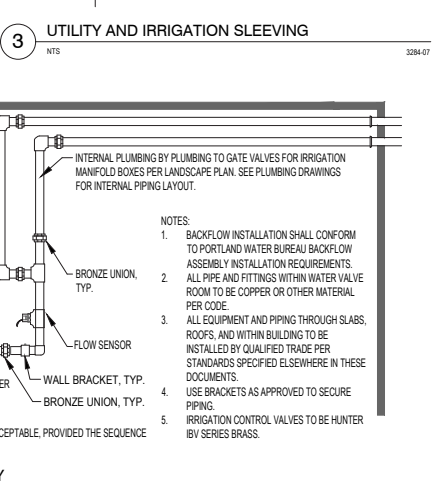 3
UTILITY AND IRRIGATION SLEEVING
NTS
3284-07
INTERNAL PLUMBING BY PLUMBING TO GATE VALVES FOR IRRIGATION
MANIFOLD BOXES PER LANDSCAPE PLAN. SEE PLUMBING DRAWINGS
FOR INTERNAL PIPING LAYOUT.
NOTES:
1. BACKFLOW INSTALLATION SHALL CONFORM
TO PORTLAND WATER BUREAU BACKFLOW
ASSEMBLY INSTALLATION REQUIREMENTS.
2. ALL PIPE AND FITTINGS WITHIN WATER VALVE
ROOM TO BE COPPER OR OTHER MATERIAL
PER CODE.
3. ALL EQUIPMENT AND PIPING THROUGH SLABS,
ROOFS, AND WITHIN BUILDING TO BE
INSTALLED BY QUALIFIED TRADE PER
STANDARDS SPECIFIED ELSEWHERE IN THESE
DOCUMENTS.
4. USE BRACKETS AS APPROVED TO SECURE
PIPING.
5. IRRIGATION CONTROL VALVES TO BE HUNTER
IBV SERIES BRASS.
BRONZE UNION,
TYP.
FLOW SENSOR
WALL BRACKET, TYP.
ER
BRONZE UNION, TYP.
CEPTABLE, PROVIDED THE SEQUENCE
Y